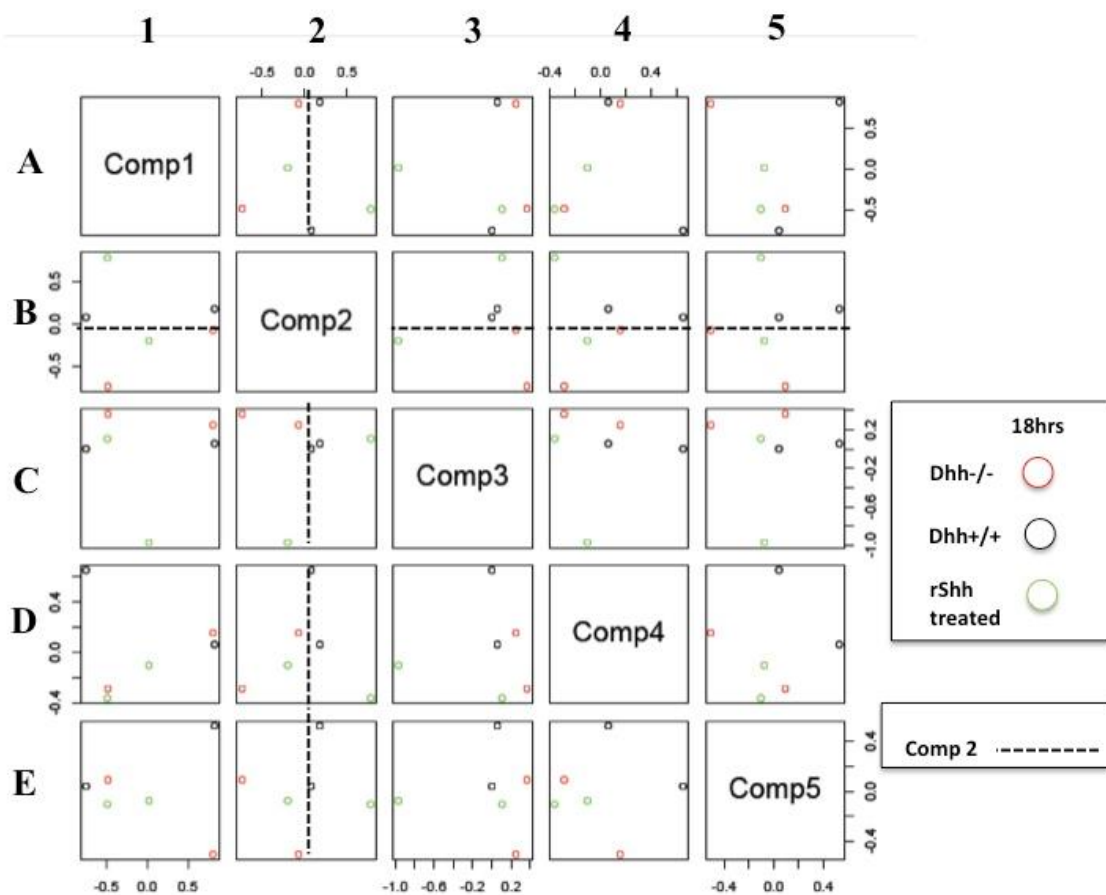 1 2 3 4 5
-0.5 0.0 0.5 -0.4 0.0 0.4
A Comp1 0.5 0.0 -0.5
B 0.5 0.0 -0.5 Comp2
C Comp3 0.2 -0.2 -0.6 -1.0
D 0.4 0.0 -0.4 Comp4
E Comp5 0.4 0.0 -0.4
-0.5 0.0 0.5 -1.0 -0.6 -0.2 0.2 -0.4 0.0 0.4
18hrs
Dhh-/-
Dhh+/+
rShh
treated
Comp 2